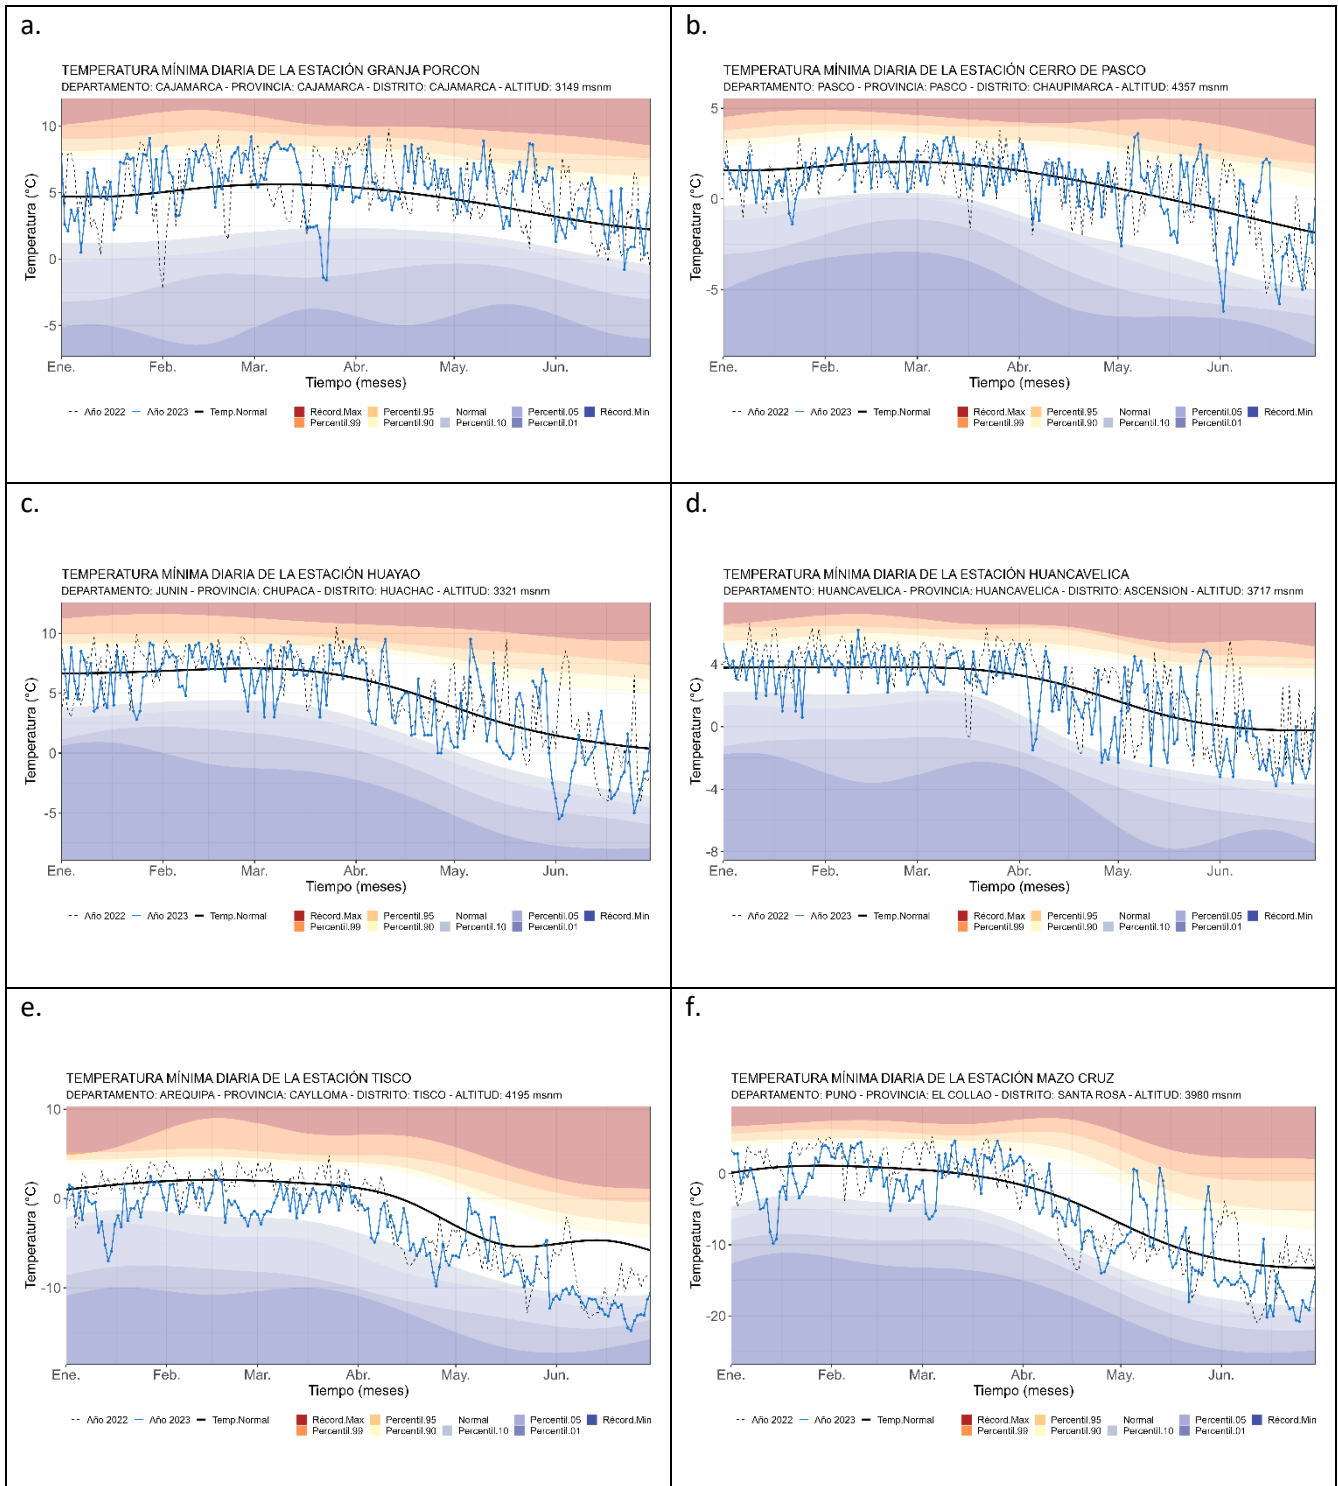 a.
TEMPERATURA MÍNIMA DIARIA DE LA ESTACIÓN GRANJA PORCON
DEPARTAMENTO: CAJAMARCA - PROVINCIA: CAJAMARCA - DISTRITO: CAJAMARCA - ALTITUD: 3149 msnm
Temperatura (°C)
10
5
0
-5
Ene. Feb. Mar. Abr. May. Jun.
Tiempo (meses)
Año 2022 Año 2023 Temp.Normal Récord.Max Percentil.95 Normal Percentil.05 Récord.Min
Percentil.99 Percentil.90 Percentil.10 Percentil.01
b.
TEMPERATURA MÍNIMA DIARIA DE LA ESTACIÓN CERRO DE PASCO
DEPARTAMENTO: PASCO - PROVINCIA: PASCO - DISTRITO: CHAUPIMARCA - ALTITUD: 4357 msnm
Temperatura (°C)
5
0
-5
Ene. Feb. Mar. Abr. May. Jun.
Tiempo (meses)
Año 2022 Año 2023 Temp.Normal Récord.Max Percentil.95 Normal Percentil.05 Récord.Min
Percentil.99 Percentil.90 Percentil.10 Percentil.01
c.
TEMPERATURA MÍNIMA DIARIA DE LA ESTACIÓN HUAYAO
DEPARTAMENTO: JUNIN - PROVINCIA: CHUPACA - DISTRITO: HUACHAC - ALTITUD: 3321 msnm
Temperatura (°C)
10
5
0
-5
Ene. Feb. Mar. Abr. May. Jun.
Tiempo (meses)
Año 2022 Año 2023 Temp.Normal Récord.Max Percentil.95 Normal Percentil.05 Récord.Min
Percentil.99 Percentil.90 Percentil.10 Percentil.01
d.
TEMPERATURA MÍNIMA DIARIA DE LA ESTACIÓN HUANCAVELICA
DEPARTAMENTO: HUANCAVELICA - PROVINCIA: HUANCAVELICA - DISTRITO: ASCENSION - ALTITUD: 3717 msnm
Temperatura (°C)
4
0
-4
-8
Ene. Feb. Mar. Abr. May. Jun.
Tiempo (meses)
Año 2022 Año 2023 Temp.Normal Récord.Max Percentil.95 Normal Percentil.05 Récord.Min
Percentil.99 Percentil.90 Percentil.10 Percentil.01
e.
TEMPERATURA MÍNIMA DIARIA DE LA ESTACIÓN TISCO
DEPARTAMENTO: AREQUIPA - PROVINCIA: CAYLLOMA - DISTRITO: TISCO - ALTITUD: 4195 msnm
Temperatura (°C)
10
0
-10
Ene. Feb. Mar. Abr. May. Jun.
Tiempo (meses)
Año 2022 Año 2023 Temp.Normal Récord.Max Percentil.95 Normal Percentil.05 Récord.Min
Percentil.99 Percentil.90 Percentil.10 Percentil.01
f.
TEMPERATURA MÍNIMA DIARIA DE LA ESTACIÓN MAZO CRUZ
DEPARTAMENTO: PUNO - PROVINCIA: EL COLLAO - DISTRITO: SANTA ROSA - ALTITUD: 3980 msnm
Temperatura (°C)
0
-10
-20
Ene. Feb. Mar. Abr. May. Jun.
Tiempo (meses)
Año 2022 Año 2023 Temp.Normal Récord.Max Percentil.95 Normal Percentil.05 Récord.Min
Percentil.99 Percentil.90 Percentil.10 Percentil.01